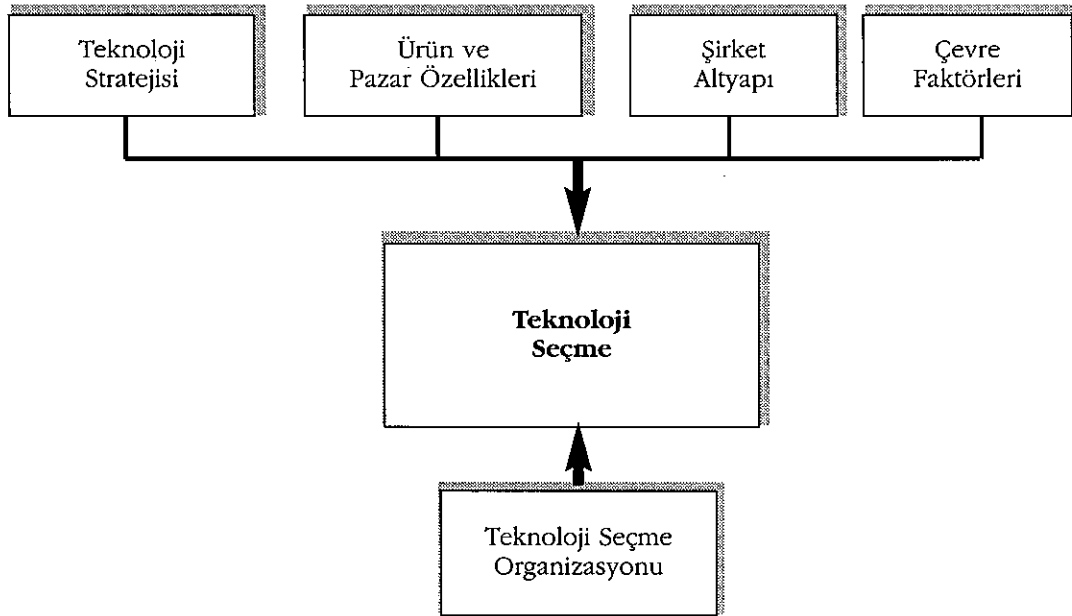 Teknoloji
Stratejisi
Ürün ve
Pazar Özellikleri
Şirket
Altyapı
Çevre
Faktörleri
Teknoloji
Seçme
Teknoloji Seçme
Organizasyonu